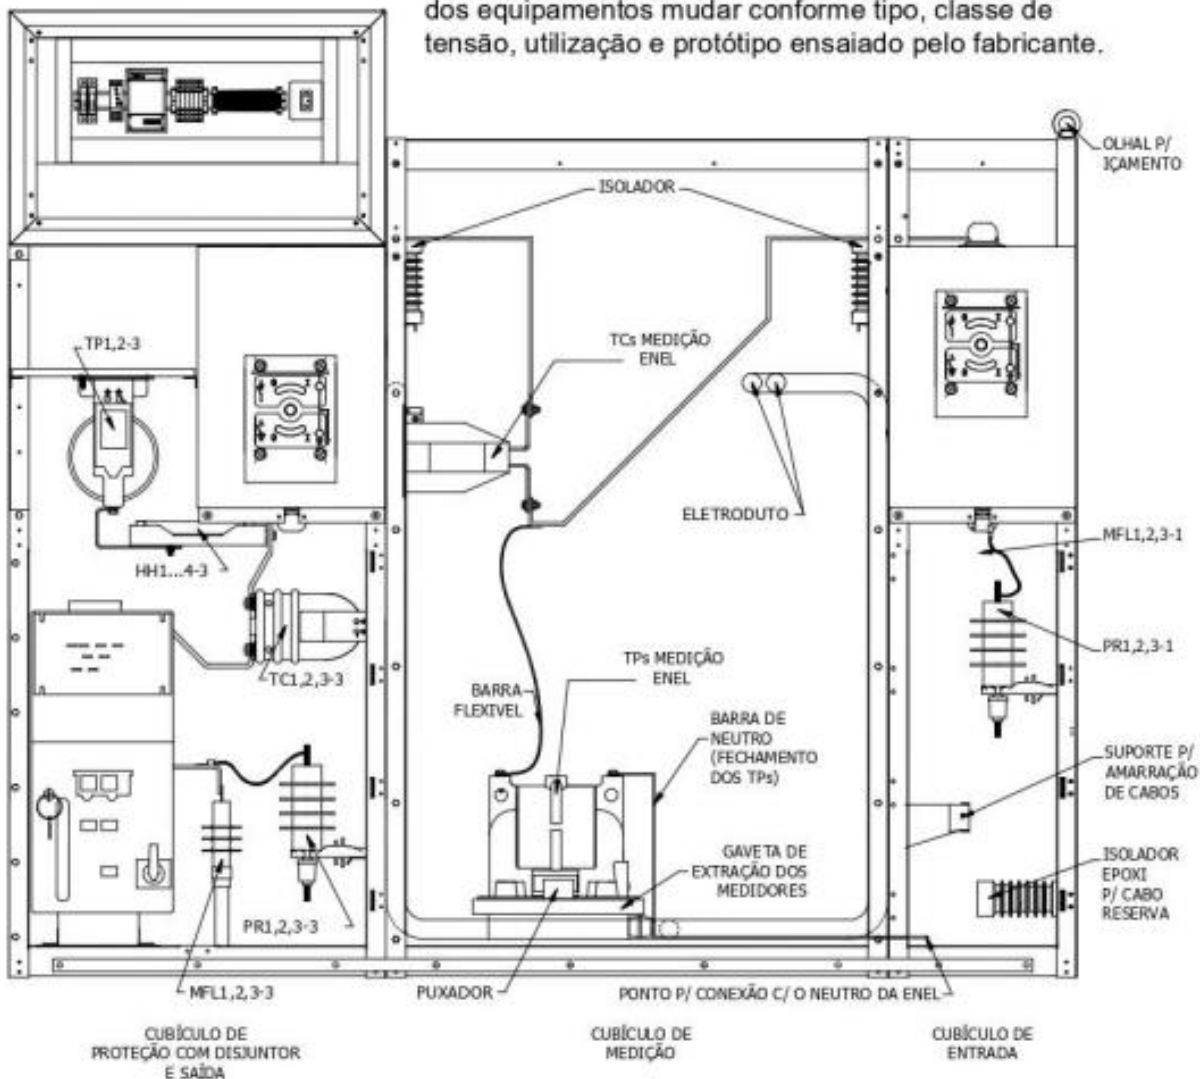 dos equipamentos mudar conforme tipo, classe de
tensão, utilização e protótipo ensaiado pelo fabricante.
OLHAL P/
IÇAMENTO
ISOLADOR
TP1,2-3
TCs MEDIÇÃO
ENEL
ELETRODUTO
MFL1,2,3-1
HH1...4-3
PR1,2,3-1
TC1,2,3-3
TPs MEDIÇÃO
ENEL
BARRA
FLEXIVEL
BARRA DE
NEUTRO
(FECHAMENTO
DOS TPs)
SUPORTE P/
AMARRAÇÃO
DE CABOS
GAVETA DE
EXTRAÇÃO DOS
MEDIDORES
ISOLADOR
EPOXI
P/ CABO
RESERVA
PR1,2,3-3
MFL1,2,3-3
PUXADOR
PONTO P/ CONEXÃO C/ O NEUTRO DA ENEL
CUBÍCULO DE
PROTEÇÃO COM DISJUNTOR
E SAÍDA
CUBÍCULO DE
MEDIÇÃO
CUBÍCULO DE
ENTRADA